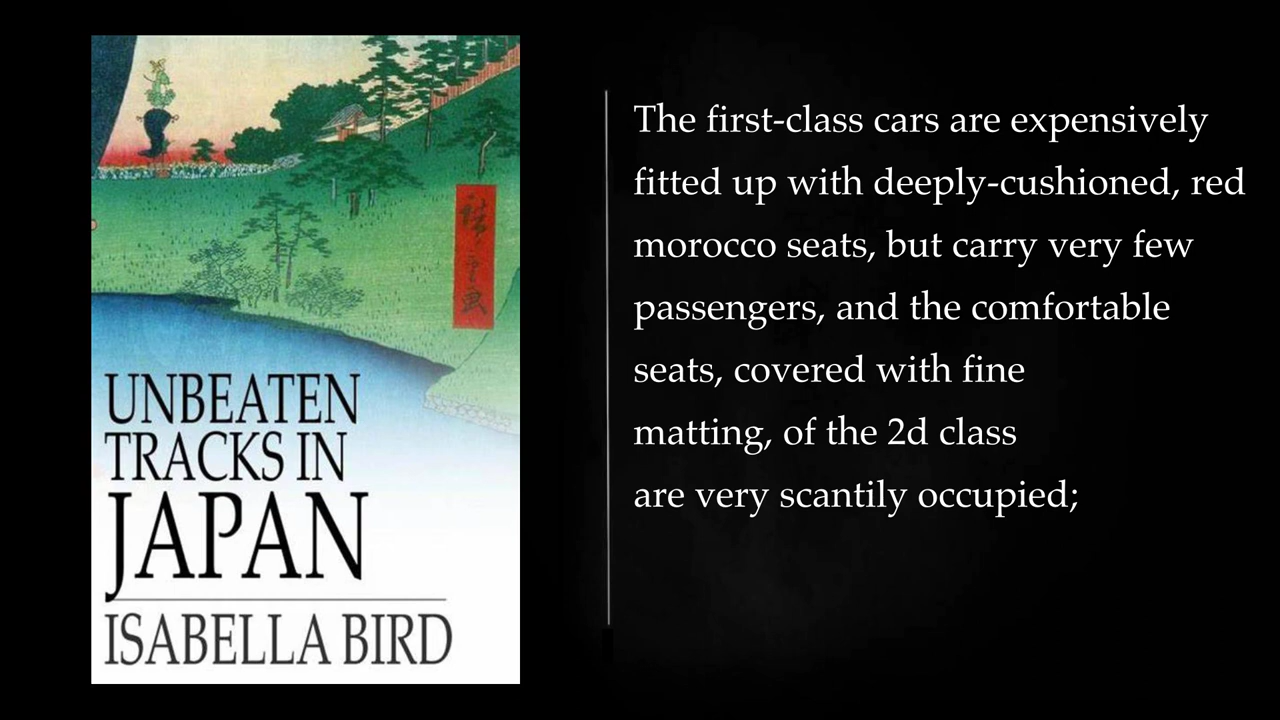 UNBEATEN
TRACKS IN
JAPAN
ISABELLA BIRD
The first-class cars are expensively
fitted up with deeply-cushioned, red
morocco seats, but carry very few
passengers, and the comfortable
seats, covered with fine
matting, of the 2d class
are very scantily occupied;